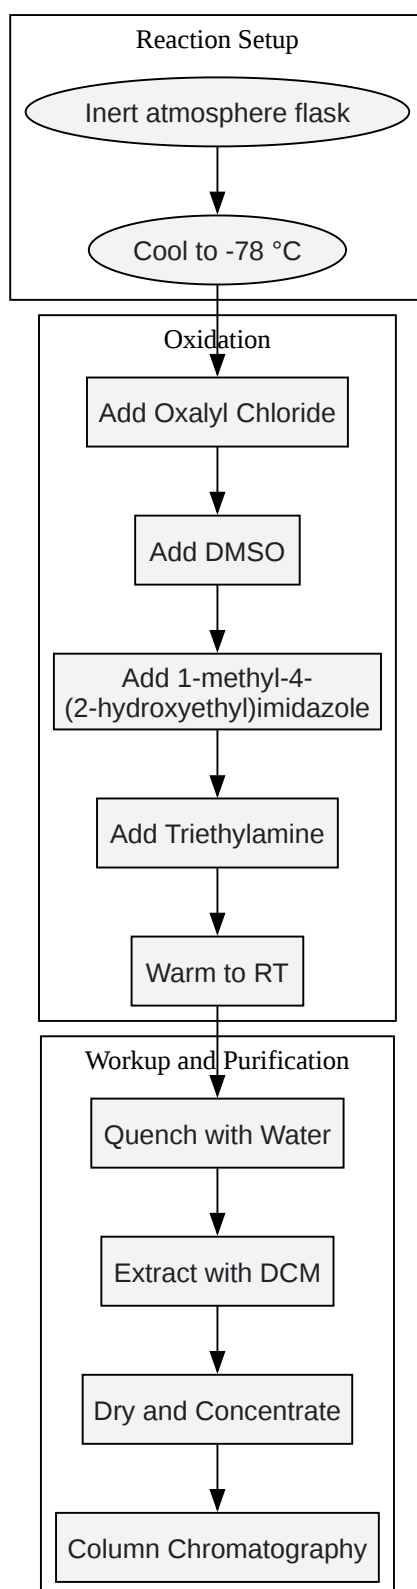 Reaction Setup
Inert atmosphere flask
Cool to -78 °C
Oxidation
Add Oxalyl Chloride
Add DMSO
Add 1-methyl-4-
(2-hydroxyethyl)imidazole
Add Triethylamine
Warm to RT
Workup and Purification
Quench with Water
Extract with DCM
Dry and Concentrate
Column Chromatography